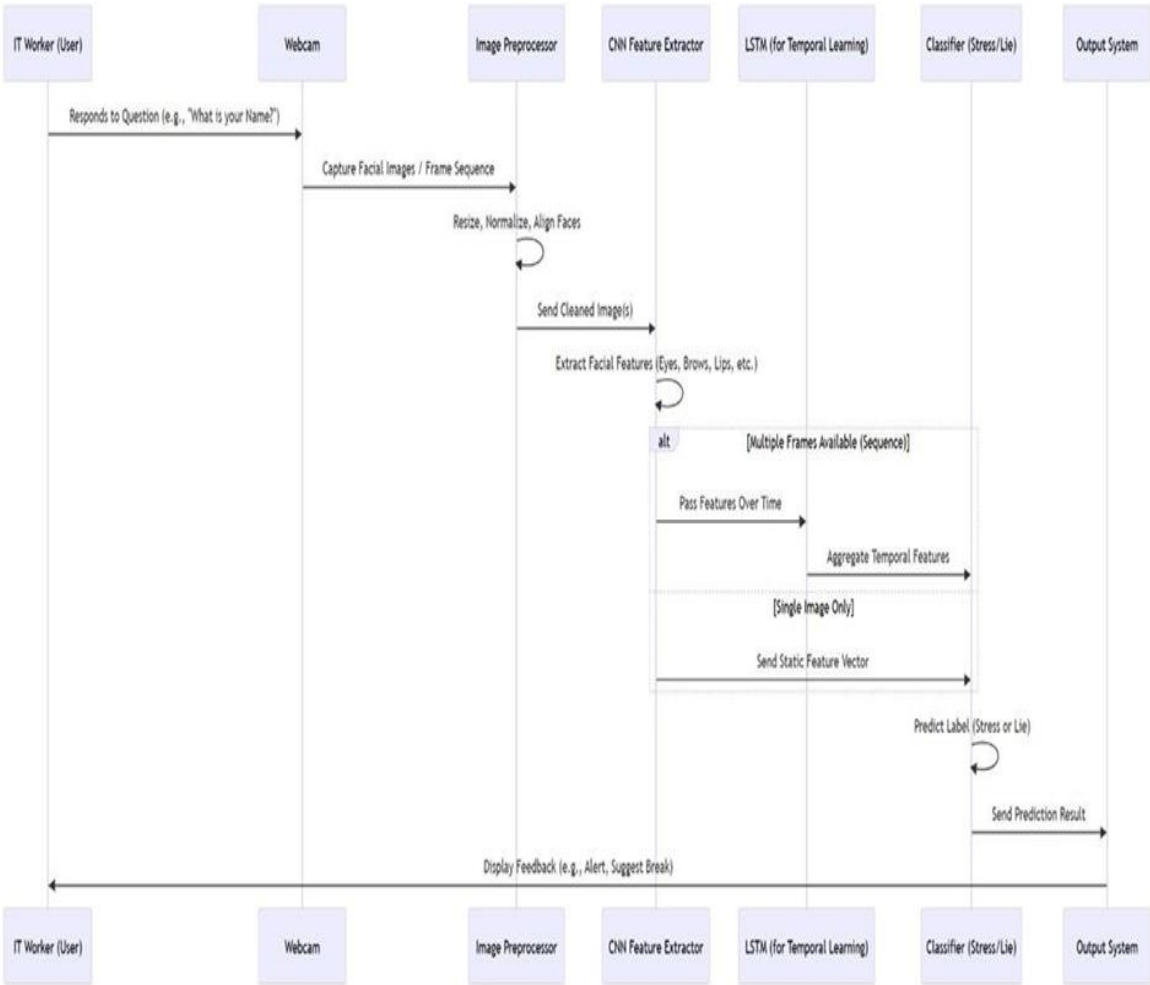 IT Worker (User)
Webcam
Image Preprocessor
CNN Feature Extractor
LSTM (for Temporal Learning)
Classifier (Stress/Lie)
Output System
Responds to Question (e.g., "What is your Name?")
Capture Facial Images / Frame Sequence
Resize, Normalize, Align Faces
Send Cleaned Image(s)
Extract Facial Features (Eyes, Brows, Lips, etc.)
alt
[Multiple Frames Available (Sequence)]
Pass Features Over Time
Aggregate Temporal Features
[Single Image Only]
Send Static Feature Vector
Predict Label (Stress or Lie)
Send Prediction Result
Display Feedback (e.g., Alert, Suggest Break)
IT Worker (User)
Webcam
Image Preprocessor
CNN Feature Extractor
LSTM (for Temporal Learning)
Classifier (Stress/Lie)
Output System